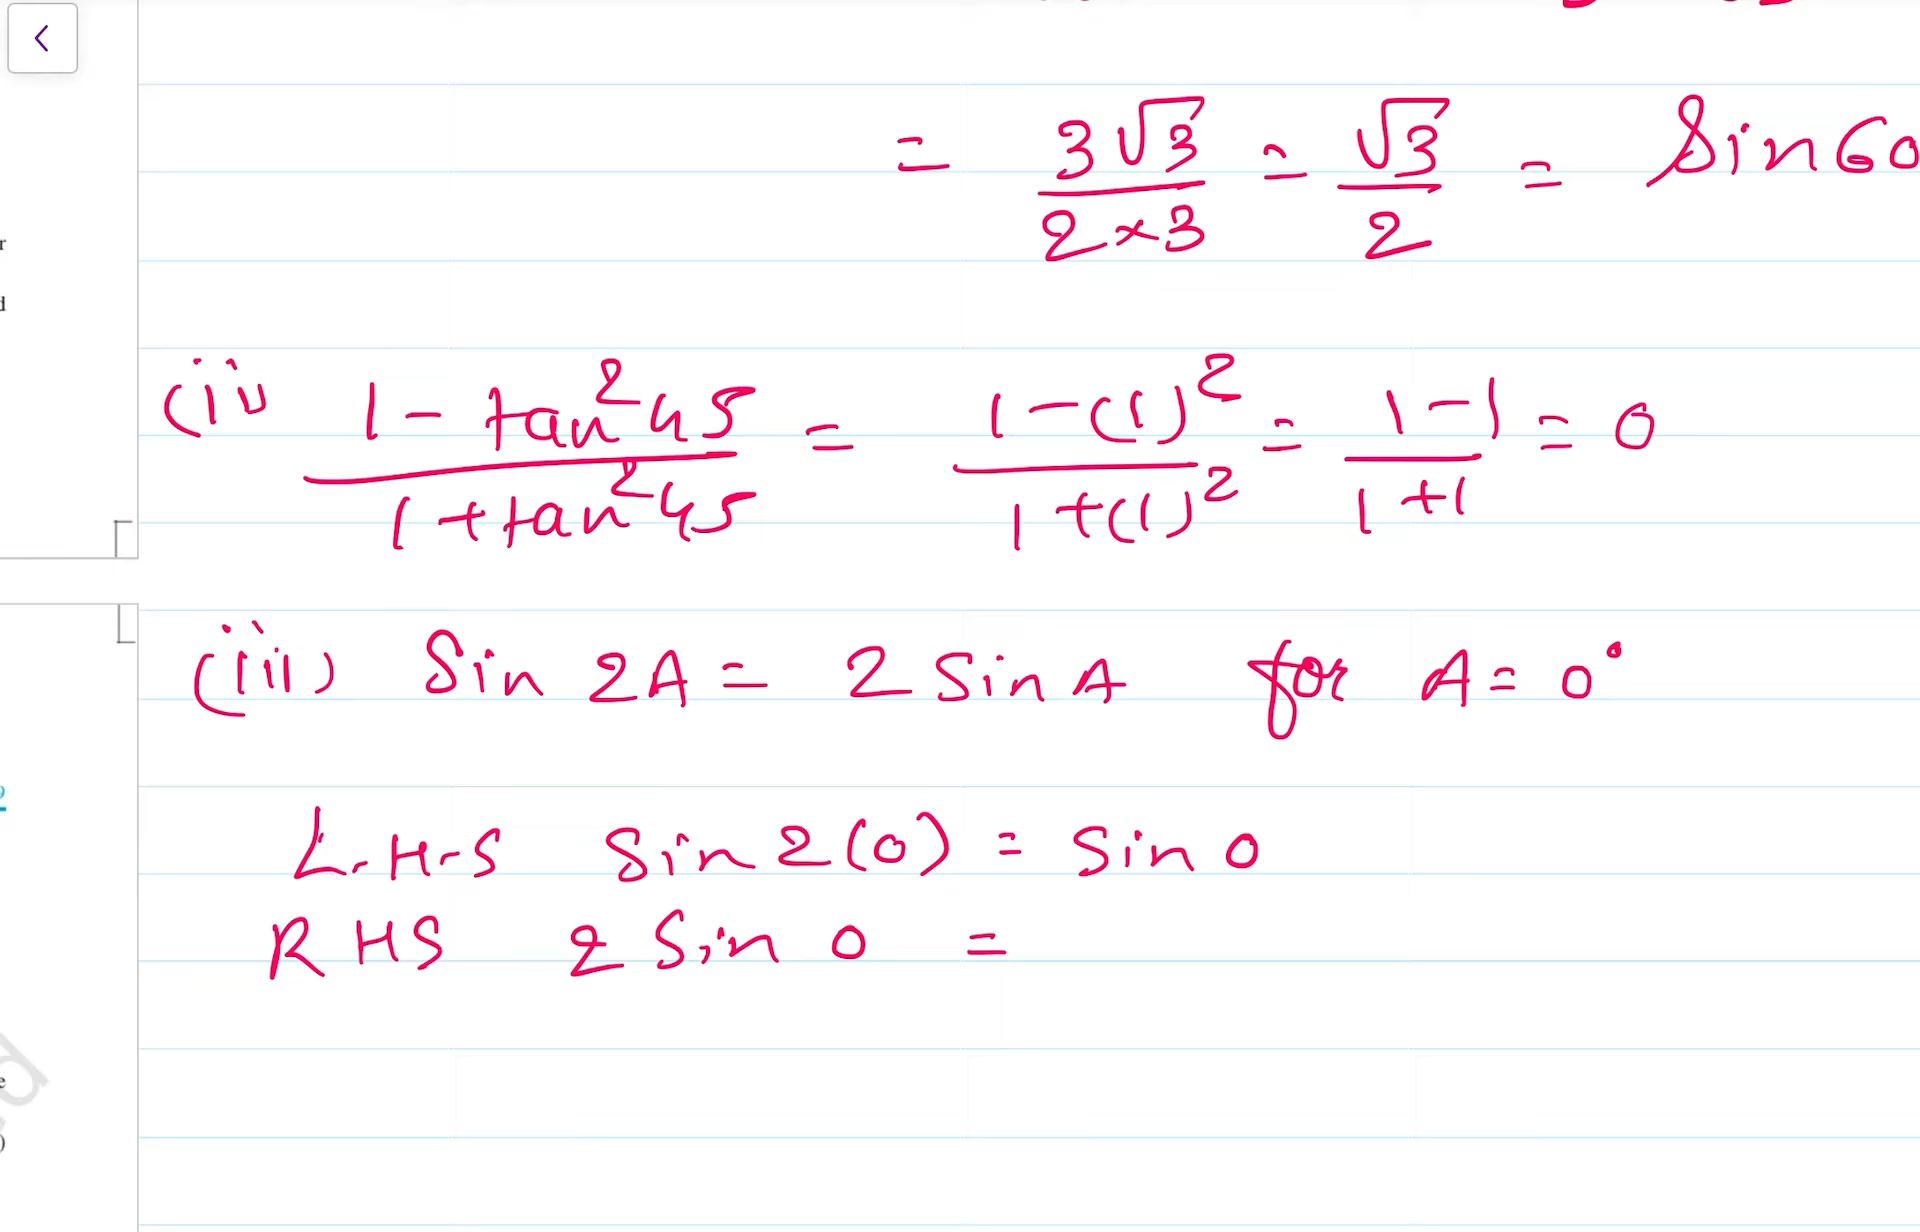 = 3√3 / 2×3 = √3 / 2 = Sin 60
(ii) 1 - tan²45 / 1 + tan²45 = 1 - (1)² / 1 + (1)² = 1 - 1 / 1 + 1 = 0
(iii) Sin 2A = 2 Sin A for A = 0°
L.H.S Sin 2(0) = Sin 0
RHS 2 Sin 0 =